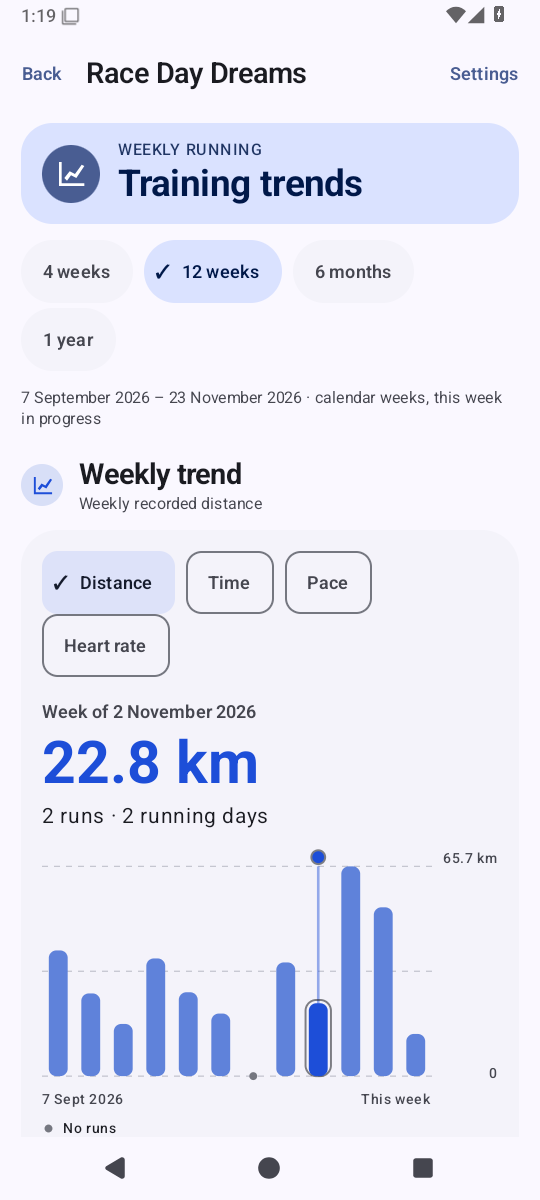 1:19
Back Race Day Dreams Settings
WEEKLY RUNNING
Training trends
4 weeks ✓ 12 weeks 6 months
1 year
7 September 2026 – 23 November 2026 · calendar weeks, this week
in progress
Weekly trend
Weekly recorded distance
✓ Distance Time Pace
Heart rate
Week of 2 November 2026
22.8 km
2 runs · 2 running days
65.7 km
0
7 Sept 2026 This week
No runs